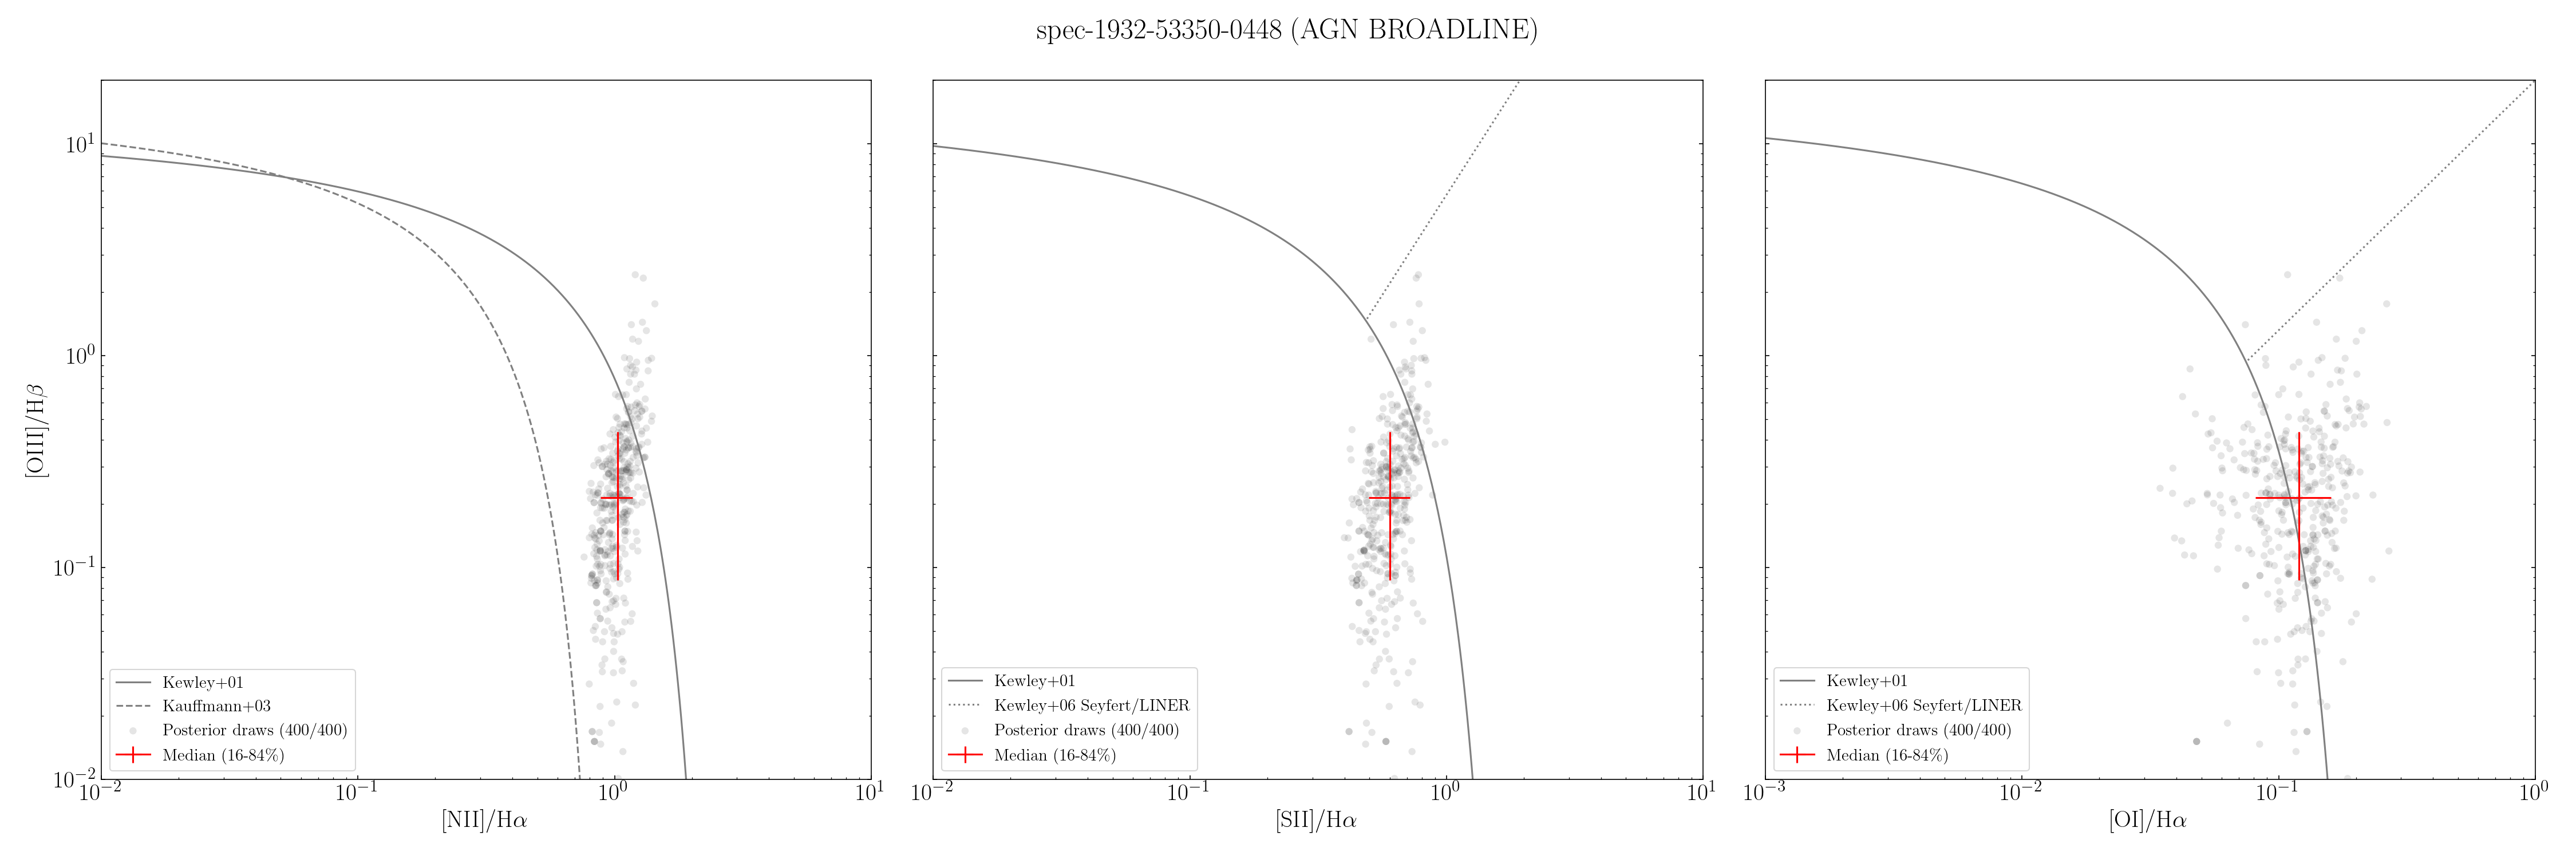 spec-1932-53350-0448 (AGN BROADLINE)
[OIII]/Hβ
10^1
10^0
10^-1
10^-2
Kewley+01
Kauffmann+03
Posterior draws (400/400)
Median (16-84%)
10^-2 10^-1 10^0 10^1
[NII]/Hα
Kewley+01
Kewley+06 Seyfert/LINER
Posterior draws (400/400)
Median (16-84%)
10^-2 10^-1 10^0 10^1
[SII]/Hα
Kewley+01
Kewley+06 Seyfert/LINER
Posterior draws (400/400)
Median (16-84%)
10^-3 10^-2 10^-1 10^0
[OI]/Hα